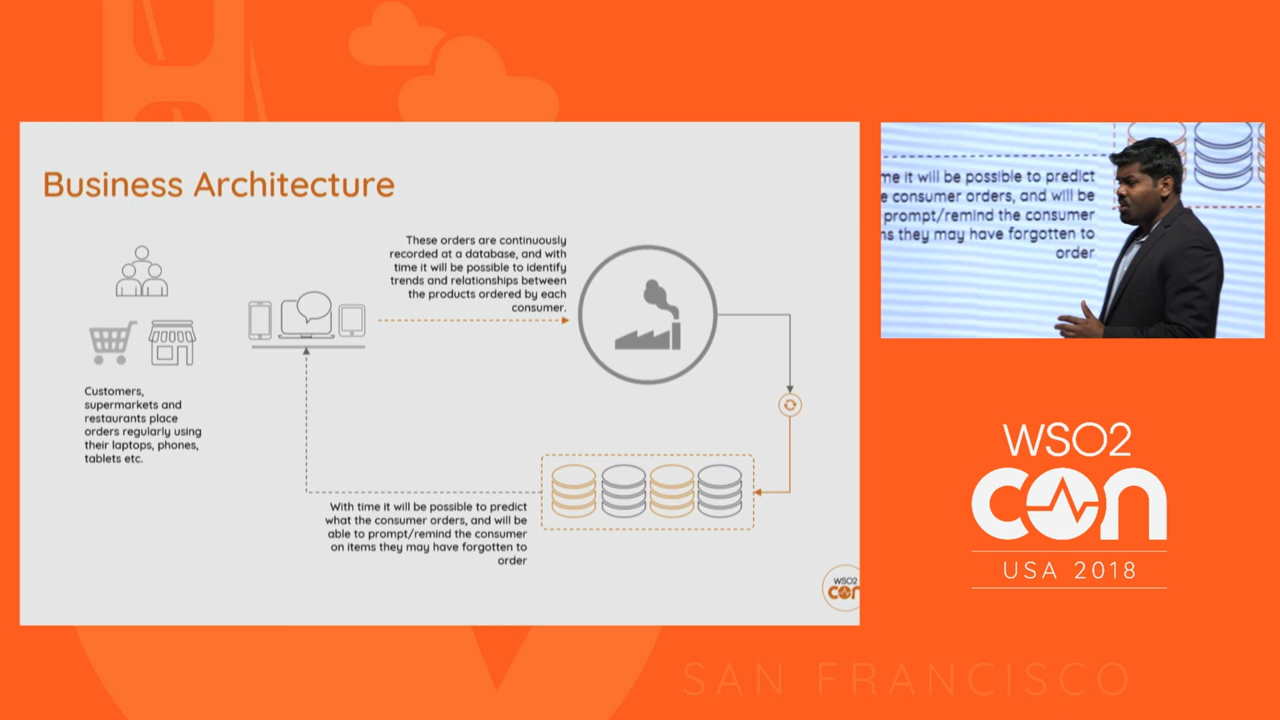 Business Architecture
These orders are continuously
recorded at a database, and with
time it will be possible to identify
trends and relationships between
the products ordered by each
consumer.
Customers,
supermarkets and
restaurants place
orders regularly using
their laptops, phones,
tablets etc.
With time it will be possible to predict
what the consumer orders, and will be
able to prompt/remind the consumer
on items they may have forgotten to
order
WSO2
con
me it will be possible to predict
e consumer orders, and will be
prompt/remind the consumer
ns they may have forgotten to
order
WSO2
con
USA 2018
SAN FRANCISCO